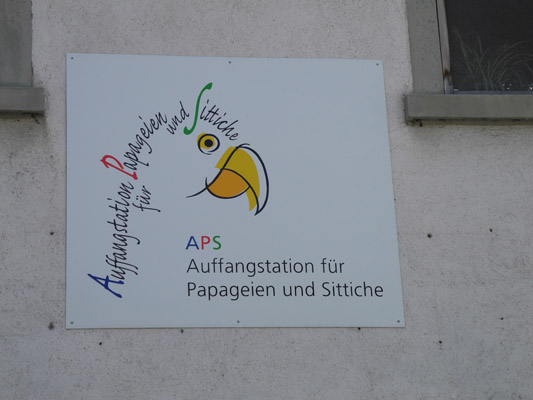 Auffangstation Papageien und Sittiche
für
APS
Auffangstation für
Papageien und Sittiche